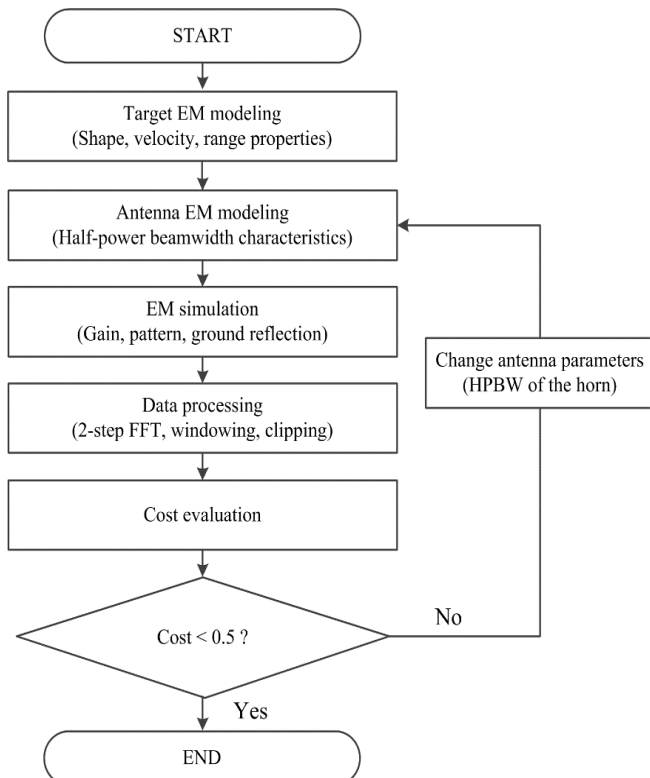 START
Target EM modeling
(Shape, velocity, range properties)
Antenna EM modeling
(Half-power beamwidth characteristics)
EM simulation
(Gain, pattern, ground reflection)
Change antenna parameters
(HPBW of the horn)
Data processing
(2-step FFT, windowing, clipping)
Cost evaluation
Cost < 0.5 ?
No
Yes
END